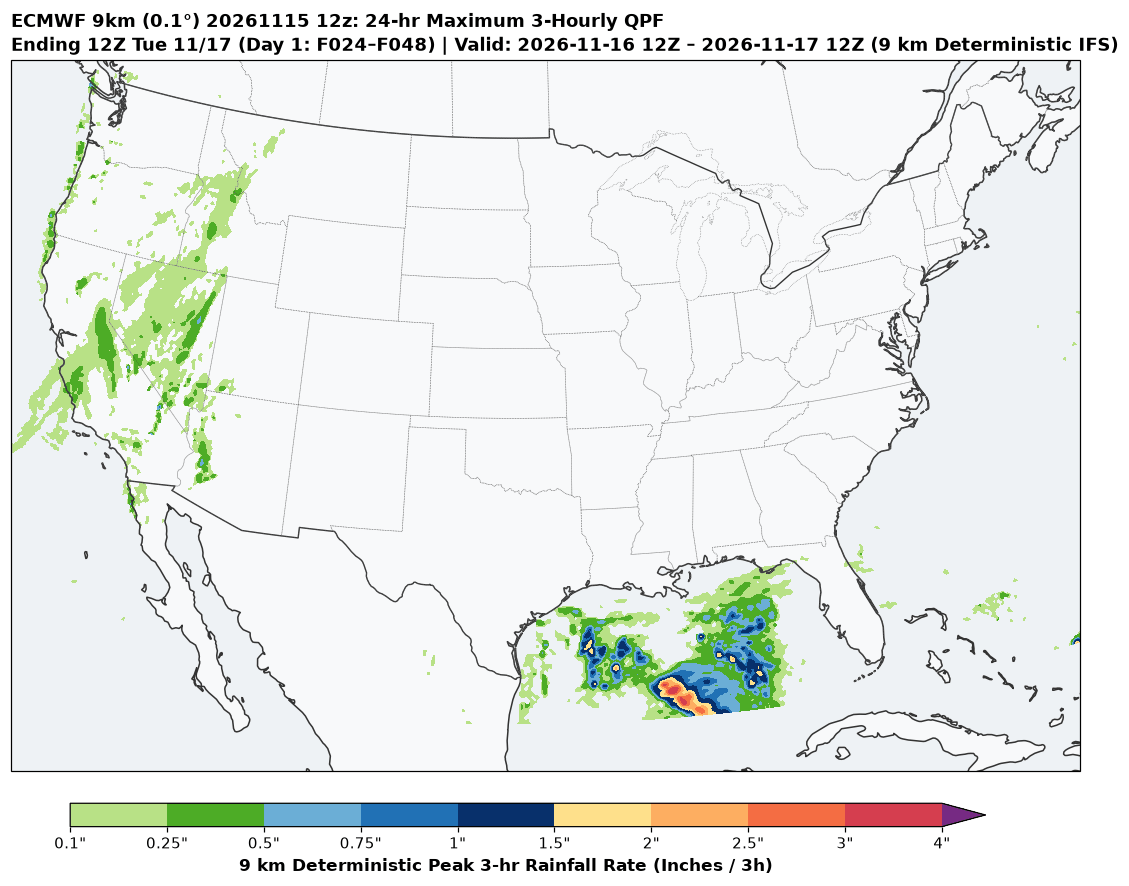 ECMWF 9km (0.1°) 20261115 12z: 24-hr Maximum 3-Hourly QPF
Ending 12Z Tue 11/17 (Day 1: F024–F048) | Valid: 2026-11-16 12Z – 2026-11-17 12Z (9 km Deterministic IFS)
0.1" 0.25" 0.5" 0.75" 1" 1.5" 2" 2.5" 3" 4"
9 km Deterministic Peak 3-hr Rainfall Rate (Inches / 3h)